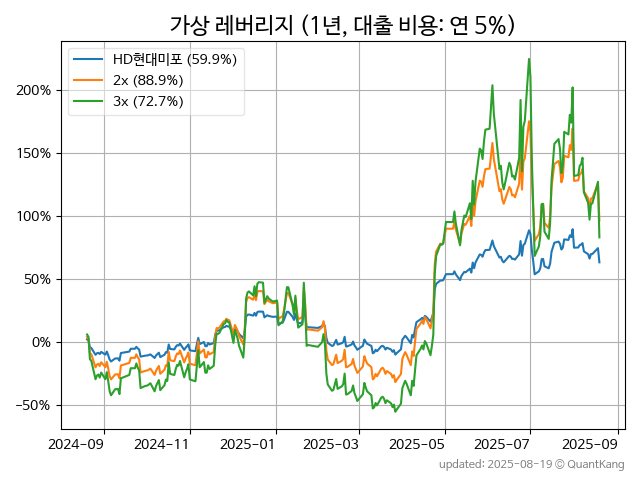 가상 레버리지 (1년, 대출 비용: 연 5%)
HD현대미포 (59.9%)
2x (88.9%)
3x (72.7%)
200%
150%
100%
50%
0%
−50%
2024-09 2024-11 2025-01 2025-03 2025-05 2025-07 2025-09
updated: 2025-08-19 © QuantKang